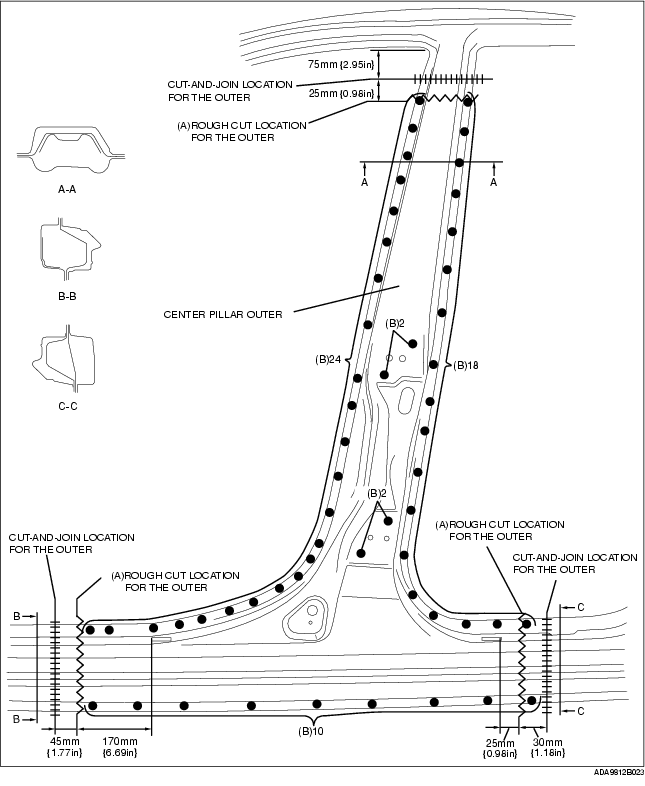 75mm {2.95in}
CUT-AND-JOIN LOCATION
FOR THE OUTER
25mm {0.98in}
(A)ROUGH CUT LOCATION
FOR THE OUTER
A
A
A-A
B-B
CENTER PILLAR OUTER
(B)2
(B)24
(B)18
C-C
(B)2
CUT-AND-JOIN LOCATION
FOR THE OUTER
(A)ROUGH CUT LOCATION
FOR THE OUTER
(A)ROUGH CUT LOCATION
FOR THE OUTER
CUT-AND-JOIN LOCATION
FOR THE OUTER
B
C
B
C
(B)10
45mm
{1.77in}
170mm
{6.69in}
25mm
{0.98in}
30mm
{1.18in}
ADA9812B023